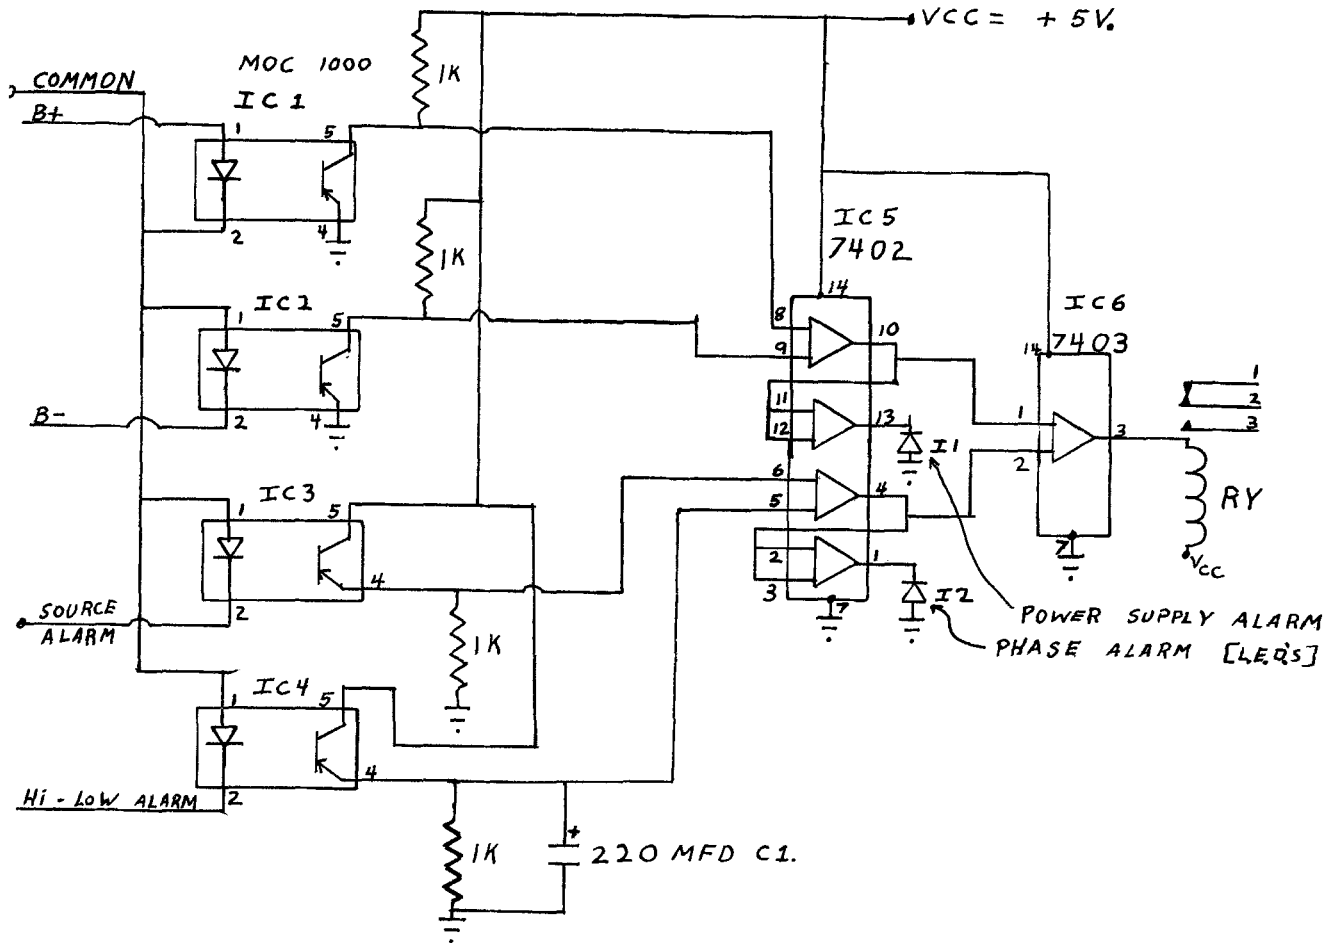 VCC = + 5V.
MOC 1000
1K
COMMON
IC1
B+
1
5
2
4
IC5
7402
1K
IC2
1
5
14
IC6
8
10
7403
9
14
1
B-
2
4
11
2
12
13
1
3
I1
3
2
IC3
6
4
RY
1
5
5
7
VCC
4
2
1
3
7
I2
SOURCE
ALARM
2
1K
POWER SUPPLY ALARM
PHASE ALARM [L.E.D.'S]
IC4
1
5
4
Hi - LOW ALARM
2
+
1K
220 MFD C1.